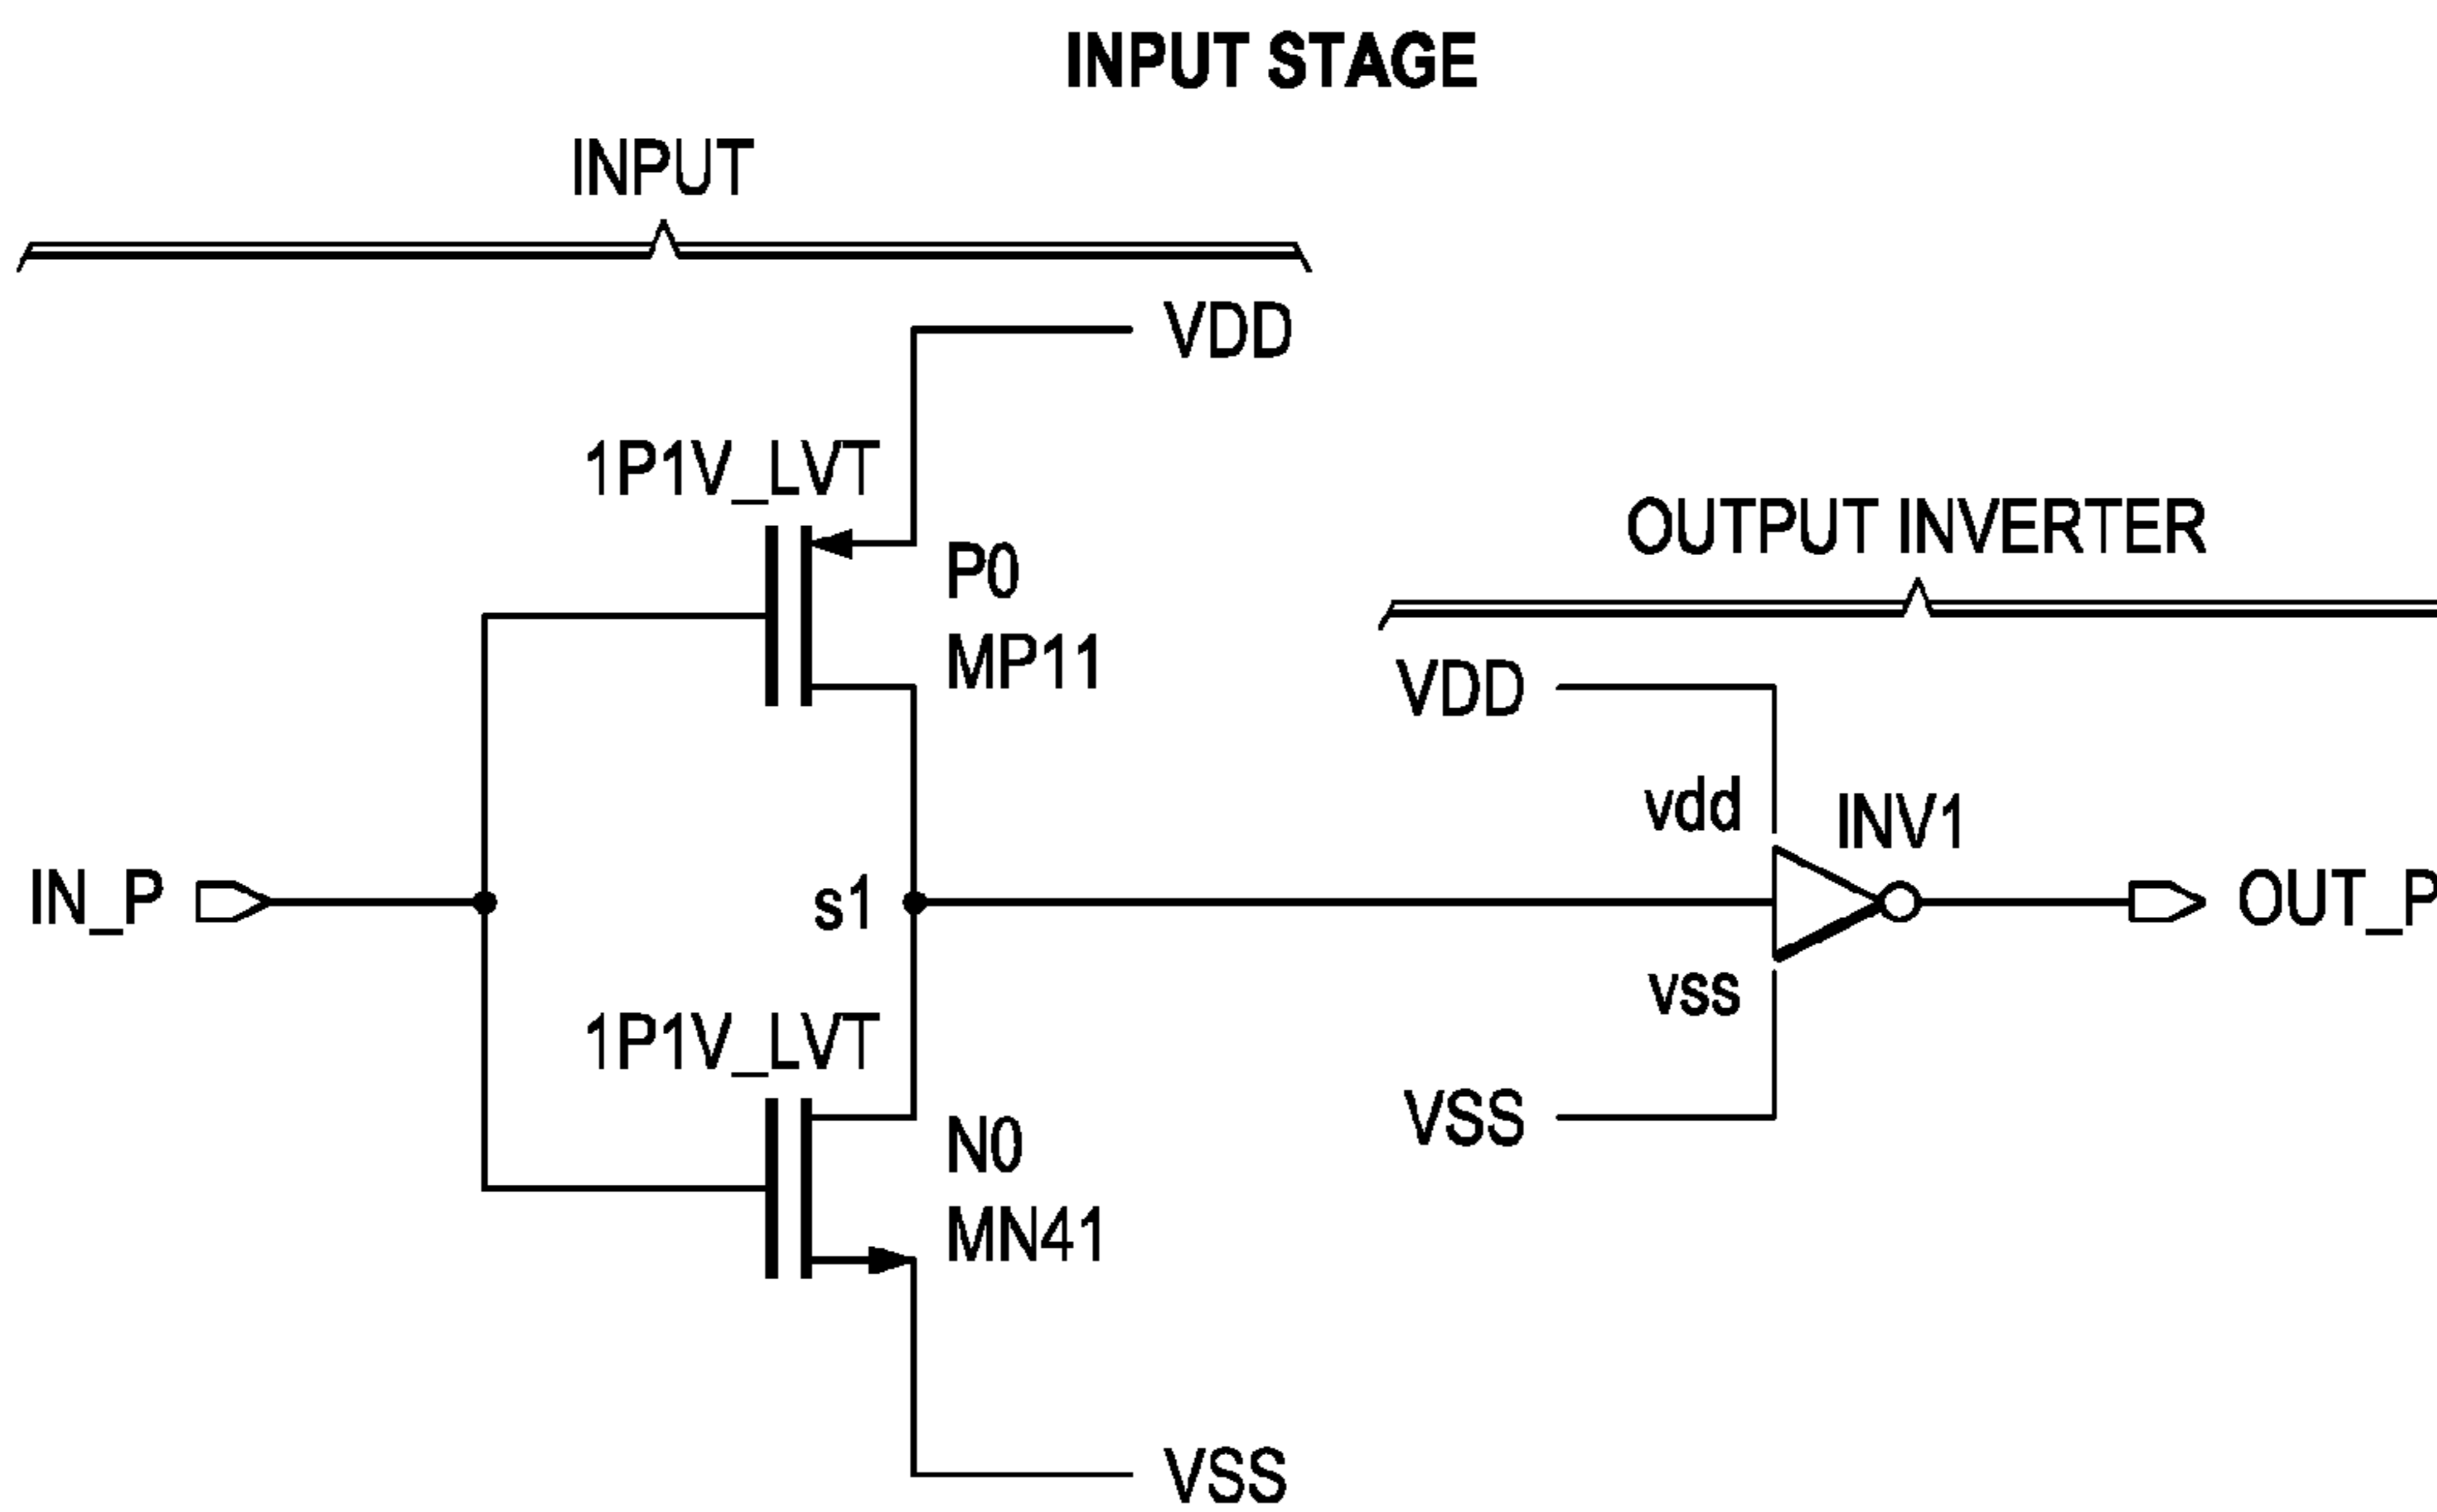 INPUT STAGE
INPUT
VDD
1P1V_LVT
P0
MP11
OUTPUT INVERTER
VDD
vdd
INV1
IN_P
s1
OUT_P
vss
1P1V_LVT
N0
MN41
VSS
VSS